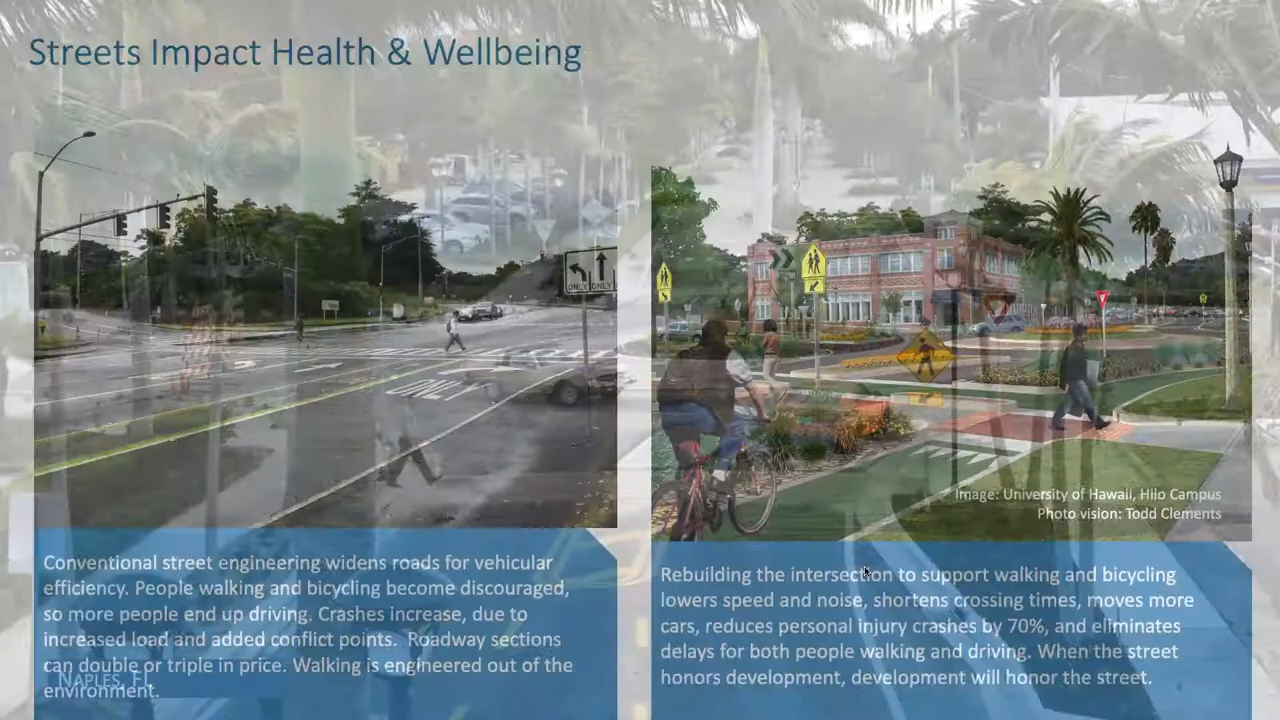 Streets Impact Health & Wellbeing
ONLY ONLY
ONLY
Image: University of Hawaii, Hilo Campus
Photo vision: Todd Clements
Conventional street engineering widens roads for vehicular
efficiency. People walking and bicycling become discouraged,
so more people end up driving. Crashes increase, due to
increased load and added conflict points. Roadway sections
can double or triple in price. Walking is engineered out of the
environment.
NAPLES, FL
Rebuilding the intersection to support walking and bicycling
lowers speed and noise, shortens crossing times, moves more
cars, reduces personal injury crashes by 70%, and eliminates
delays for both people walking and driving. When the street
honors development, development will honor the street.